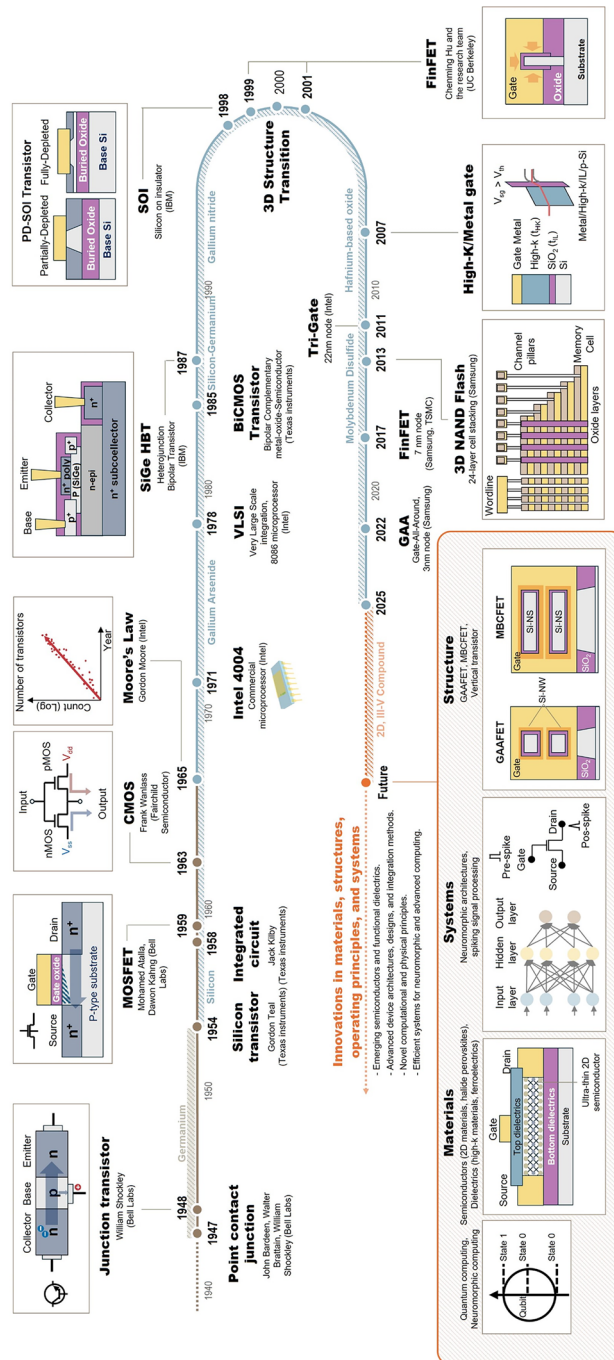 Collector Base Emitter
n p n
Junction transistor
William Shockley
(Bell Labs)
Gate
Source Drain
Gate oxide
n⁺ n⁺
P-type substrate
MOSFET
Mohamed Atalla,
Dawon Kahng (Bell
Labs)
Input
nMOS pMOS
Vss Vdd
Output
CMOS
Frank Wanlass
(Fairchild
Semiconductor)
Number of transistors
Count (Log)
Year
Moore's Law
Gordon Moore (Intel)
Base Emitter Collector
p⁺ n⁺ poly p⁺
P (SiGe)
n⁺
n-epi
n⁺ subcoellector
SiGe HBT
Heterojunction
Bipolar Transistor
(IBM)
PD-SOI Transistor
Partially-Depleted Fully-Depleted
Buried Oxide Buried Oxide
Base Si Base Si
SOI
Silicon on insulator
(IBM)
1948
1959
1963
1965
1987
1998
1999
2000
2001
1940
1950
1960
1970
1980
1990
Germanium
Silicon
Gallium Arsenide
Silicon-Germanium
Gallium nitride
1947
1954
1958
1971
1978
1985
Point contact
junction
John Bardeen, Walter
Brattain, William
Shockley (Bell Labs)
Silicon
transistor
Gordon Teal
(Texas instruments)
Integrated
circuit
Jack Kilby
(Texas instruments)
Intel 4004
Commercial
microprocessor (Intel)
VLSI
Very Large Scale
integration,
8086 microprocessor
(Intel)
BiCMOS
Transistor
Bipolar Complementary
metal-oxide-Semiconductor
(Texas instruments)
3D Structure
Transition
Tri-Gate
22nm node (Intel)
Hafnium-based oxide
Molybdenum Disulfide
2D, III-V Compound
2010
2020
2007
2011
2013
2017
2022
2025
Future
Innovations in materials, structures,
operating principles, and systems
- Emerging semiconductors and functional dielectrics.
- Advanced device architectures, designs, and integration methods.
- Novel computational and physical principles.
- Efficient systems for neuromorphic and advanced computing.
GAA
Gate-All-Around,
3nm node (Samsung)
FinFET
7 nm node
(Samsung, TSMC)
3D NAND Flash
24-layer cell stacking (Samsung)
Wordline
Channel
pillars
Memory
Cell
Oxide layers
High-K/Metal gate
Gate Metal
High-k (tHK)
SiO₂ (tIL)
Si
Vsg > Vth
Metal/High-k/IL/p-Si
FinFET
Chenming Hu and
the research team
(UC Berkeley)
Gate
Oxide
Substrate
Quantum computing,
Neuromorphic computing
State 1
State 0
Qubit
State 0
Materials
Semiconductors (2D materials, halide perovskites),
Dielectrics (high-k materials, ferroelectrics)
Gate
Source Drain
Top dielectrics
Bottom dielectrics
Substrate
Ultra-thin 2D
semiconductor
Systems
Neuromorphic architectures,
spiking signal processing
Input
layer
Hidden
layer
Output
layer
Pre-spike
Gate
Source
Drain
Pos-spike
Structure
GAAFET, MBCFET,
Vertical transistor
GAAFET
Gate
Si-NW
SiO₂
MBCFET
Gate
Si-NS
Si-NS
SiO₂